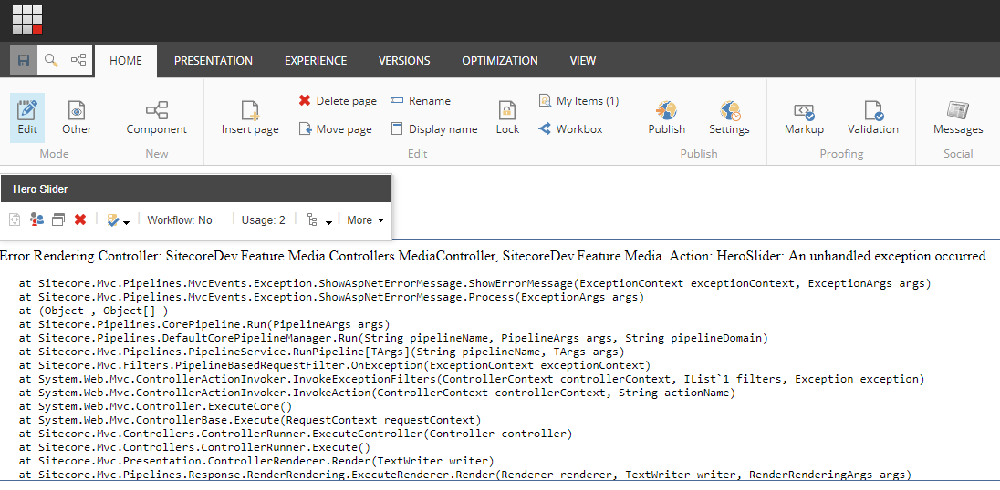 HOME PRESENTATION EXPERIENCE VERSIONS OPTIMIZATION VIEW
Delete page Rename My Items (1)
Edit Other Component Insert page Move page Display name Lock Workbox Publish Settings Markup Validation Messages
Mode New Edit Publish Proofing Social
Hero Slider
Workflow: No Usage: 2 More
Error Rendering Controller: SitecoreDev.Feature.Media.Controllers.MediaController, SitecoreDev.Feature.Media. Action: HeroSlider: An unhandled exception occurred.
at Sitecore.Mvc.Pipelines.MvcEvents.Exception.ShowAspNetErrorMessage.ShowErrorMessage(ExceptionContext exceptionContext, ExceptionArgs args)
at Sitecore.Mvc.Pipelines.MvcEvents.Exception.ShowAspNetErrorMessage.Process(ExceptionArgs args)
at (Object , Object[] )
at Sitecore.Pipelines.CorePipeline.Run(PipelineArgs args)
at Sitecore.Pipelines.DefaultCorePipelineManager.Run(String pipelineName, PipelineArgs args, String pipelineDomain)
at Sitecore.Mvc.Pipelines.PipelineService.RunPipeline[TArgs](String pipelineName, TArgs args)
at Sitecore.Mvc.Filters.PipelineBasedRequestFilter.OnException(ExceptionContext exceptionContext)
at System.Web.Mvc.ControllerActionInvoker.InvokeExceptionFilters(ControllerContext controllerContext, IList`1 filters, Exception exception)
at System.Web.Mvc.ControllerActionInvoker.InvokeAction(ControllerContext controllerContext, String actionName)
at System.Web.Mvc.Controller.ExecuteCore()
at System.Web.Mvc.ControllerBase.Execute(RequestContext requestContext)
at Sitecore.Mvc.Controllers.ControllerRunner.ExecuteController(Controller controller)
at Sitecore.Mvc.Controllers.ControllerRunner.Execute()
at Sitecore.Mvc.Presentation.ControllerRenderer.Render(TextWriter writer)
at Sitecore.Mvc.Pipelines.Response.RenderRendering.ExecuteRenderer.Render(Renderer renderer, TextWriter writer, RenderRenderingArgs args)